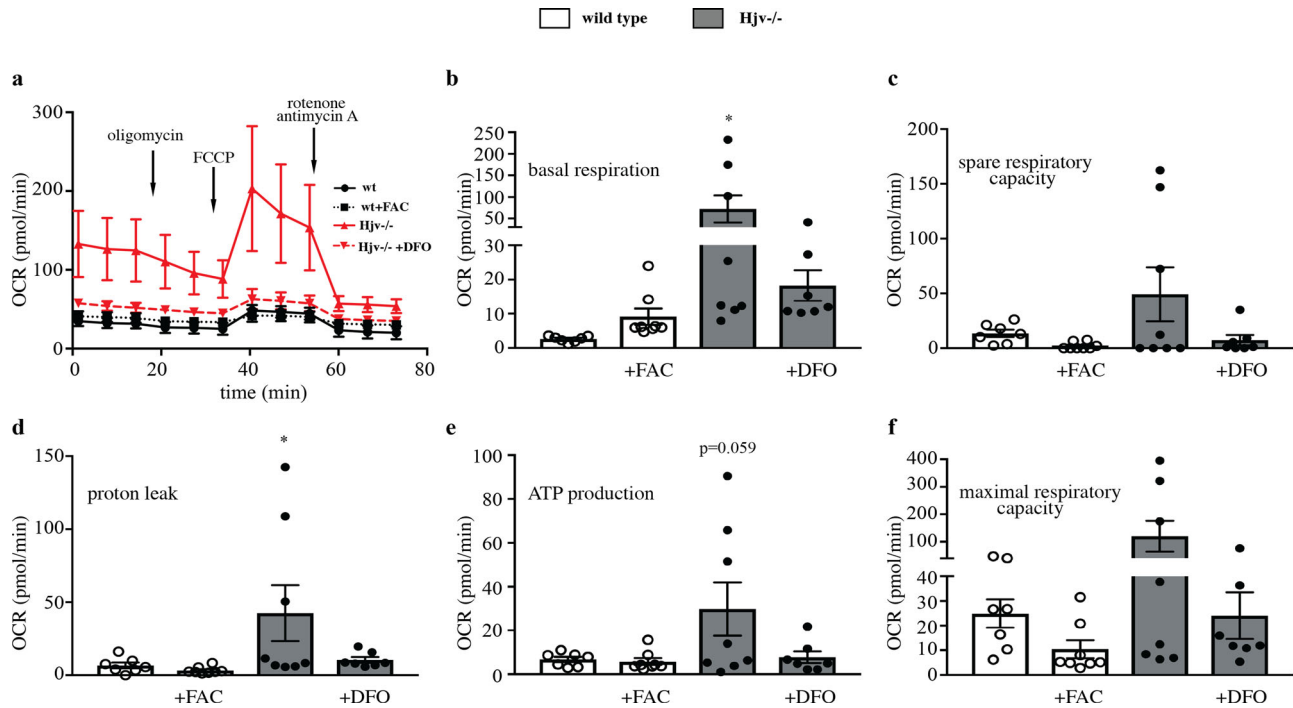 wild type
Hjv-/-
a
300
200
100
0
OCR (pmol/min)
0
20
40
60
80
time (min)
oligomycin
FCCP
rotenone
antimycin A
wt
wt+FAC
Hjv-/-
Hjv-/- +DFO
b
250
200
150
100
50
30
20
10
0
OCR (pmol/min)
basal respiration
*
+FAC
+DFO
c
200
150
100
50
0
OCR (pmol/min)
spare respiratory
capacity
+FAC
+DFO
d
150
100
50
0
OCR (pmol/min)
proton leak
*
+FAC
+DFO
e
100
80
60
40
20
0
OCR (pmol/min)
ATP production
p=0.059
+FAC
+DFO
f
400
300
200
100
40
30
20
10
0
OCR (pmol/min)
maximal respiratory
capacity
+FAC
+DFO